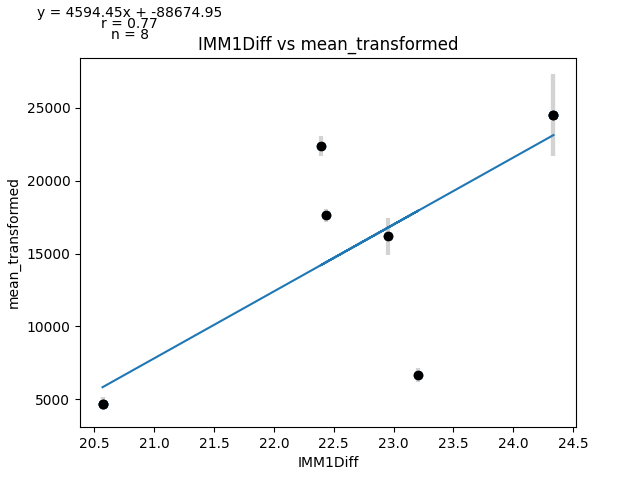 y = 4594.45x + -88674.95
r = 0.77
n = 8
IMM1Diff vs mean_transformed
mean_transformed
25000
20000
15000
10000
5000
20.5 21.0 21.5 22.0 22.5 23.0 23.5 24.0 24.5
IMM1Diff